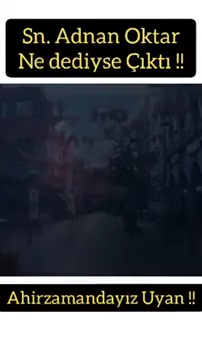 Sn. Adnan Oktar
Ne dediyse Çıktı !!
Ahirzamandayız Uyan !!